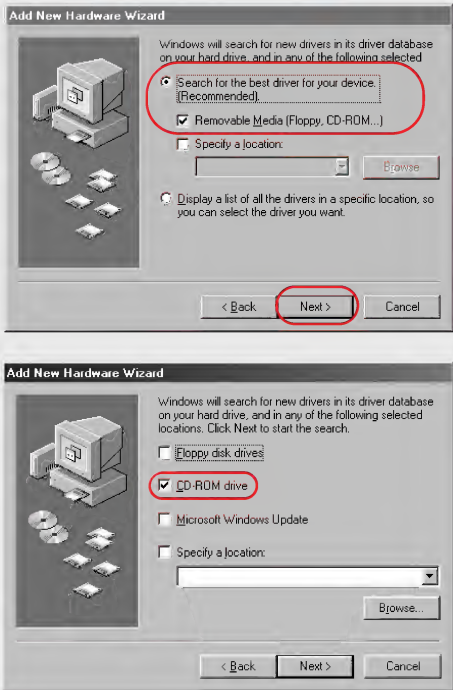 Add New Hardware Wizard
Windows will search for new drivers in its driver database
on your hard drive, and in any of the following selected
Search for the best driver for your device.
(Recommended).
Removable Media (Floppy, CD-ROM...)
Specify a location:
Browse
Display a list of all the drivers in a specific location, so
you can select the driver you want.
< Back
Next >
Cancel
Add New Hardware Wizard
Windows will search for new drivers in its driver database
on your hard drive, and in any of the following selected
locations. Click Next to start the search.
Floppy disk drives
CD-ROM drive
Microsoft Windows Update
Specify a location:
Browse...
< Back
Next >
Cancel